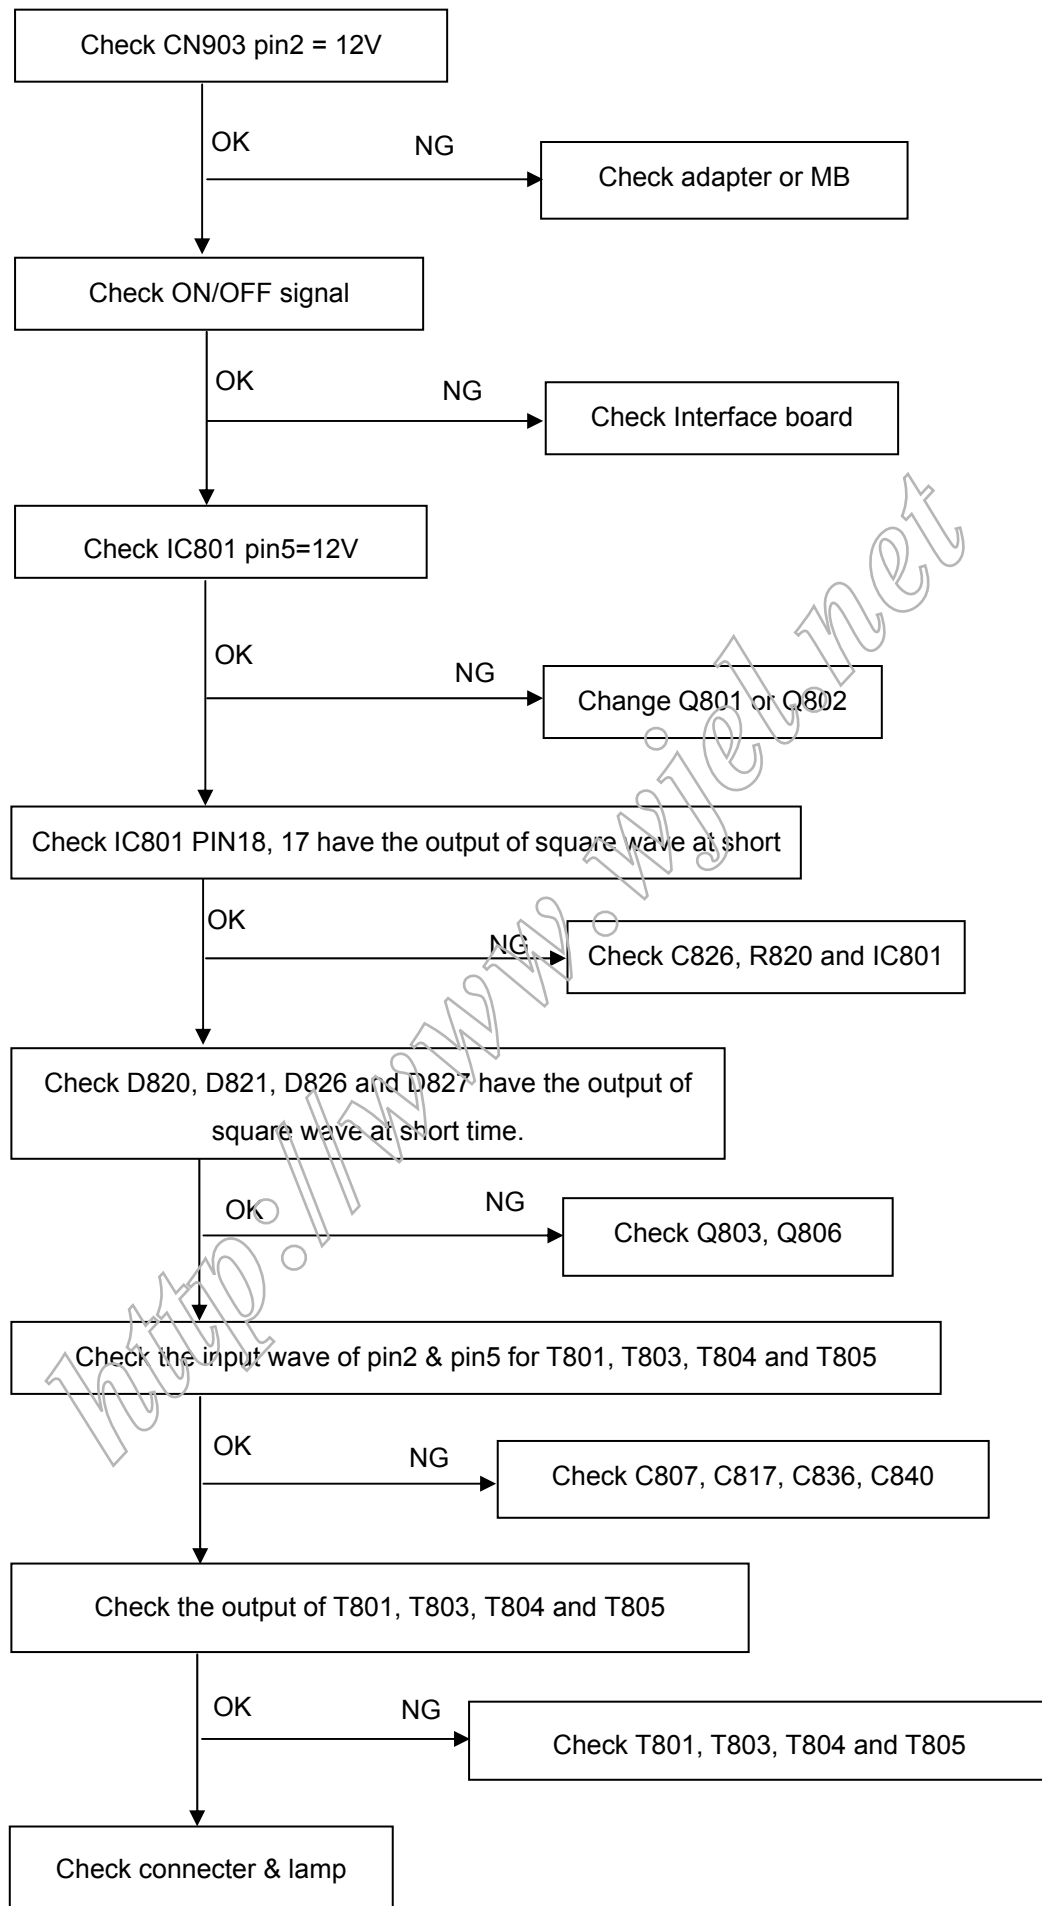 Check CN903 pin2 = 12V
OK
NG
Check adapter or MB
Check ON/OFF signal
OK
NG
Check Interface board
Check IC801 pin5=12V
OK
NG
Change Q801 or Q802
Check IC801 PIN18, 17 have the output of square wave at short
OK
NG
Check C826, R820 and IC801
Check D820, D821, D826 and D827 have the output of
square wave at short time.
OK
NG
Check Q803, Q806
Check the input wave of pin2 & pin5 for T801, T803, T804 and T805
OK
NG
Check C807, C817, C836, C840
Check the output of T801, T803, T804 and T805
OK
NG
Check T801, T803, T804 and T805
Check connecter & lamp
http://www.wjel.net